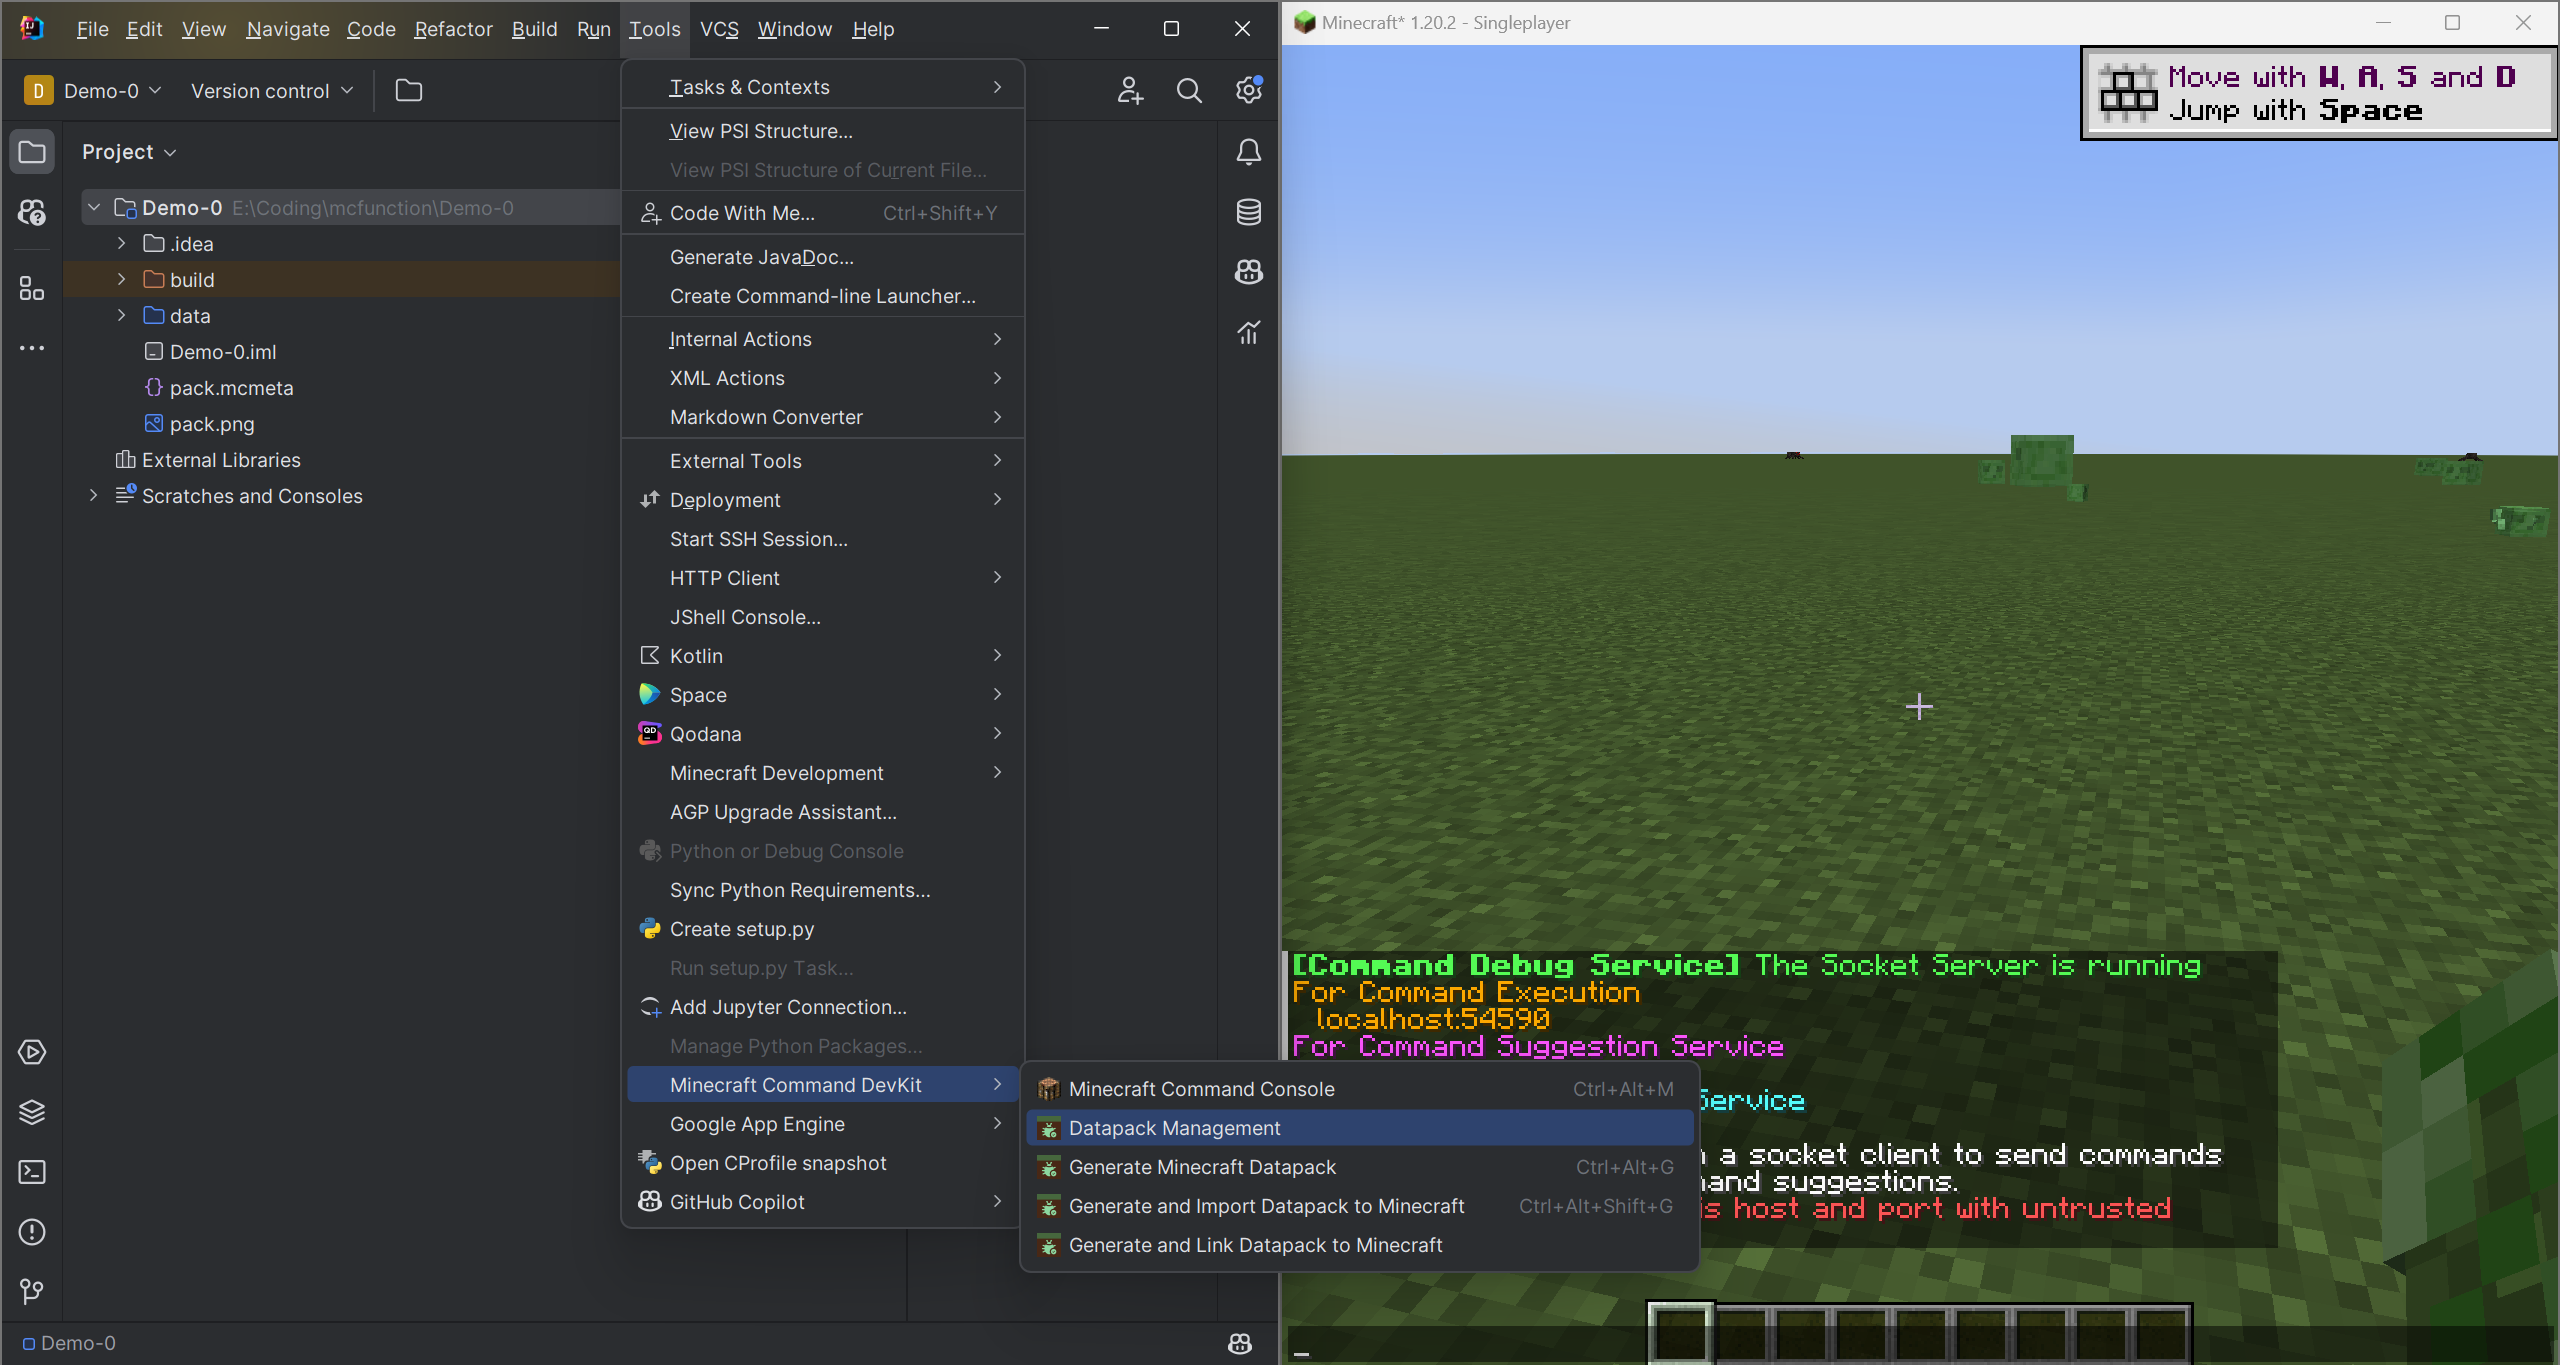 File Edit View Navigate Code Refactor Build Run Tools VCS Window Help
D Demo-0 Version control
Project
Demo-0 E:\Coding\mcfunction\Demo-0
.idea
build
data
Demo-0.iml
pack.mcmeta
pack.png
External Libraries
Scratches and Consoles
Demo-0
Tasks & Contexts
View PSI Structure...
View PSI Structure of Current File...
Code With Me... Ctrl+Shift+Y
Generate JavaDoc...
Create Command-line Launcher...
Internal Actions
XML Actions
Markdown Converter
External Tools
Deployment
Start SSH Session...
HTTP Client
JShell Console...
Kotlin
Space
Qodana
Minecraft Development
AGP Upgrade Assistant...
Python or Debug Console
Sync Python Requirements...
Create setup.py
Run setup.py Task...
Add Jupyter Connection...
Manage Python Packages...
Minecraft Command DevKit
Google App Engine
Open CProfile snapshot
GitHub Copilot
Minecraft Command Console Ctrl+Alt+M
Datapack Management
Generate Minecraft Datapack Ctrl+Alt+G
Generate and Import Datapack to Minecraft Ctrl+Alt+Shift+G
Generate and Link Datapack to Minecraft
Minecraft* 1.20.2 - Singleplayer
Move with W, A, S and D
Jump with Space
[Command Debug Service] The Socket Server is running
For Command Execution
localhost:54590
For Command Suggestion Service
Service
a socket client to send commands
and suggestions.
s host and port with untrusted
_